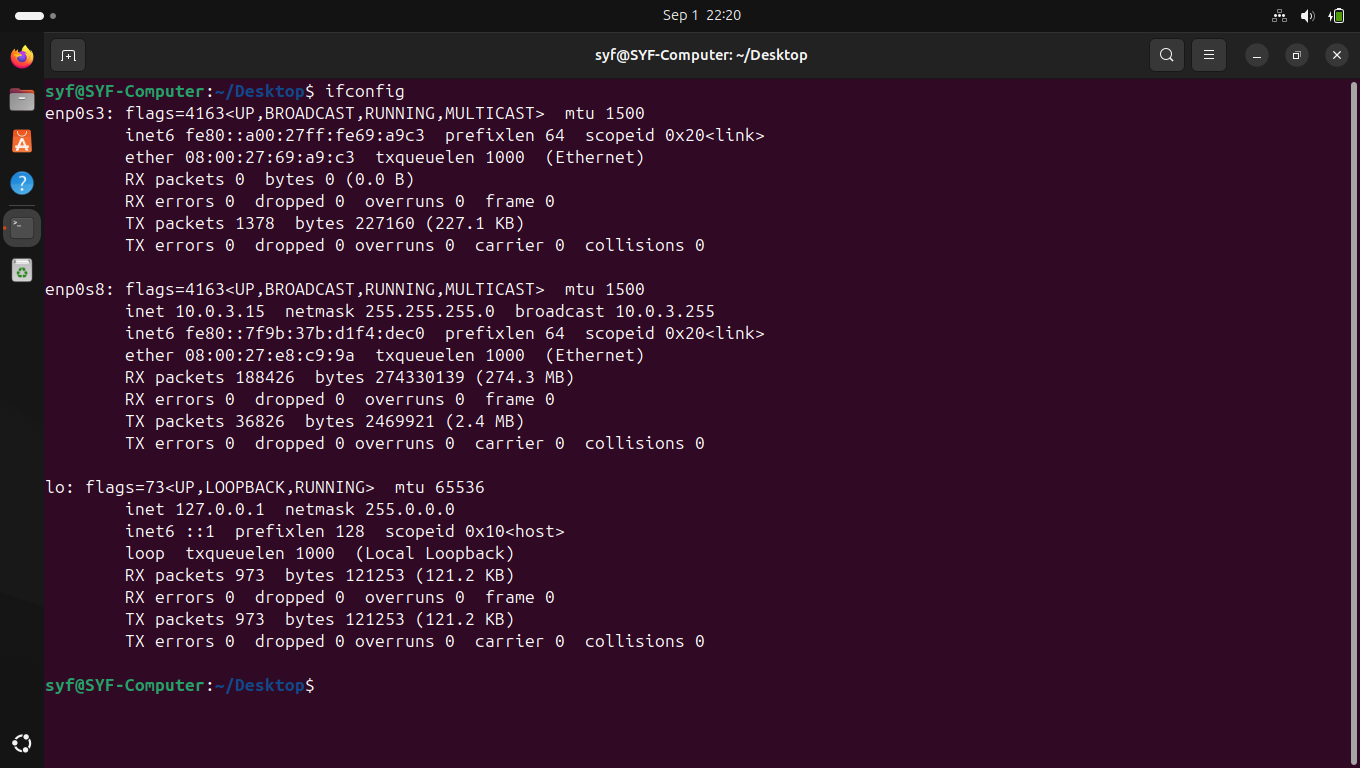 Sep 1  22:20
syf@SYF-Computer: ~/Desktop
syf@SYF-Computer:~/Desktop$ ifconfig
enp0s3: flags=4163<UP,BROADCAST,RUNNING,MULTICAST>  mtu 1500
        inet6 fe80::a00:27ff:fe69:a9c3  prefixlen 64  scopeid 0x20<link>
        ether 08:00:27:69:a9:c3  txqueuelen 1000  (Ethernet)
        RX packets 0  bytes 0 (0.0 B)
        RX errors 0  dropped 0  overruns 0  frame 0
        TX packets 1378  bytes 227160 (227.1 KB)
        TX errors 0  dropped 0 overruns 0  carrier 0  collisions 0

enp0s8: flags=4163<UP,BROADCAST,RUNNING,MULTICAST>  mtu 1500
        inet 10.0.3.15  netmask 255.255.255.0  broadcast 10.0.3.255
        inet6 fe80::7f9b:37b:d1f4:dec0  prefixlen 64  scopeid 0x20<link>
        ether 08:00:27:e8:c9:9a  txqueuelen 1000  (Ethernet)
        RX packets 188426  bytes 274330139 (274.3 MB)
        RX errors 0  dropped 0  overruns 0  frame 0
        TX packets 36826  bytes 2469921 (2.4 MB)
        TX errors 0  dropped 0 overruns 0  carrier 0  collisions 0

lo: flags=73<UP,LOOPBACK,RUNNING>  mtu 65536
        inet 127.0.0.1  netmask 255.0.0.0
        inet6 ::1  prefixlen 128  scopeid 0x10<host>
        loop  txqueuelen 1000  (Local Loopback)
        RX packets 973  bytes 121253 (121.2 KB)
        RX errors 0  dropped 0  overruns 0  frame 0
        TX packets 973  bytes 121253 (121.2 KB)
        TX errors 0  dropped 0 overruns 0  carrier 0  collisions 0

syf@SYF-Computer:~/Desktop$